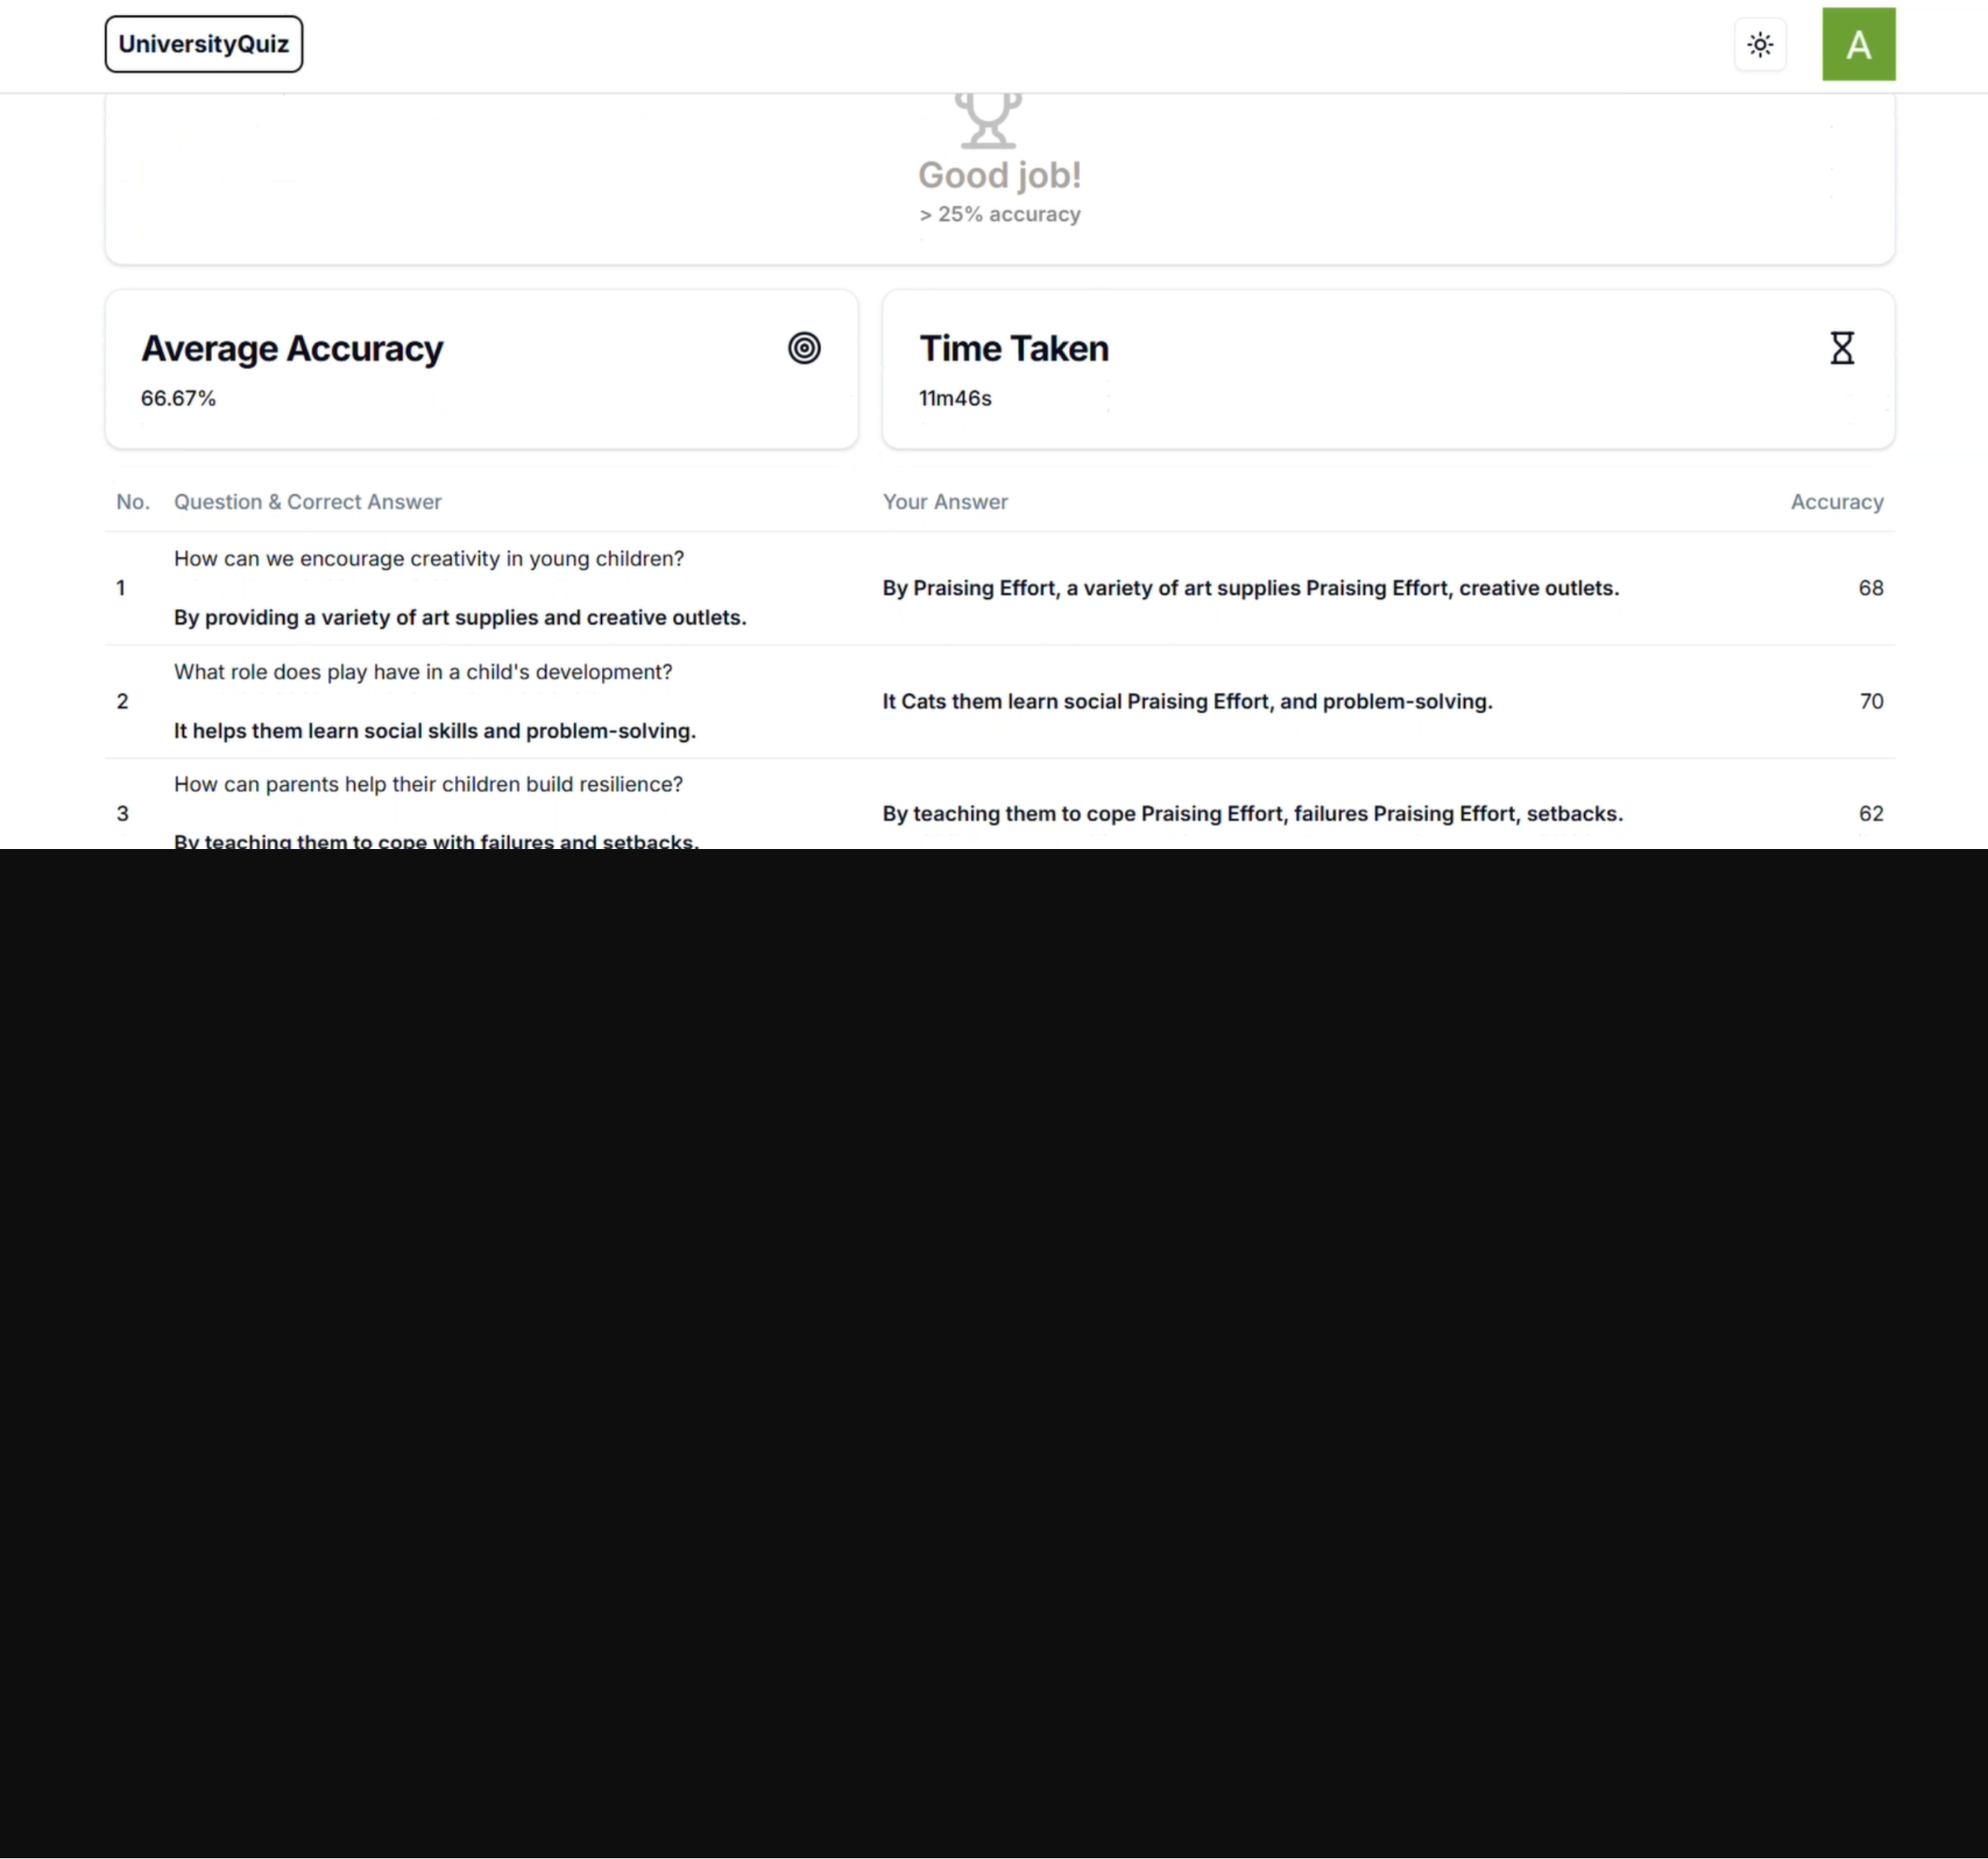 UniversityQuiz
A
Good job!
> 25% accuracy
Average Accuracy
66.67%
Time Taken
11m46s
No. Question & Correct Answer Your Answer Accuracy
How can we encourage creativity in young children?
1 By Praising Effort, a variety of art supplies Praising Effort, creative outlets. 68
By providing a variety of art supplies and creative outlets.
What role does play have in a child's development?
2 It Cats them learn social Praising Effort, and problem-solving. 70
It helps them learn social skills and problem-solving.
How can parents help their children build resilience?
3 By teaching them to cope Praising Effort, failures Praising Effort, setbacks. 62
By teaching them to cope with failures and setbacks.